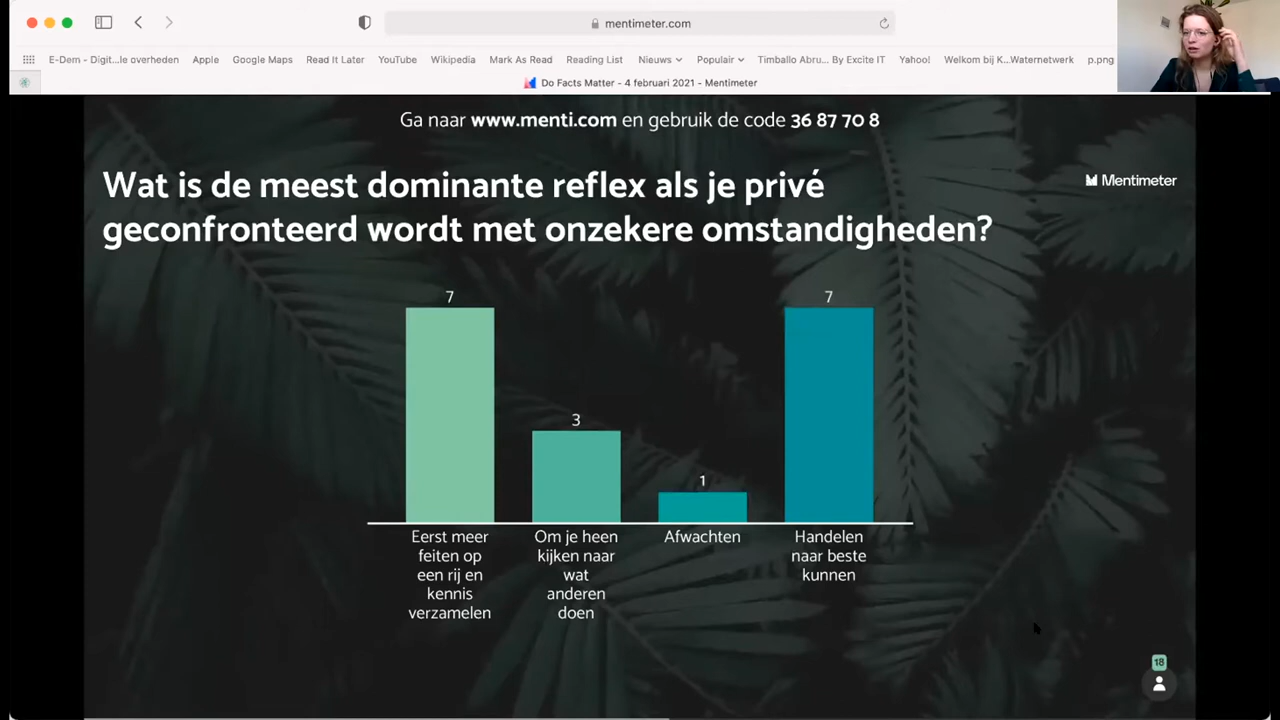 mentimeter.com
E-Dem - Digit...le overheden Apple Google Maps Read It Later YouTube Wikipedia Mark As Read Reading List Nieuws Populair Timballo Abru... By Excite IT Yahoo! Welkom bij K...Waternetwerk p.png
Do Facts Matter - 4 februari 2021 - Mentimeter
Ga naar www.menti.com en gebruik de code 36 87 70 8
Wat is de meest dominante reflex als je privé
geconfronteerd wordt met onzekere omstandigheden?
Mentimeter
7
3
1
7
Eerst meer
feiten op
een rij en
kennis
verzamelen
Om je heen
kijken naar
wat
anderen
doen
Afwachten
Handelen
naar beste
kunnen
18